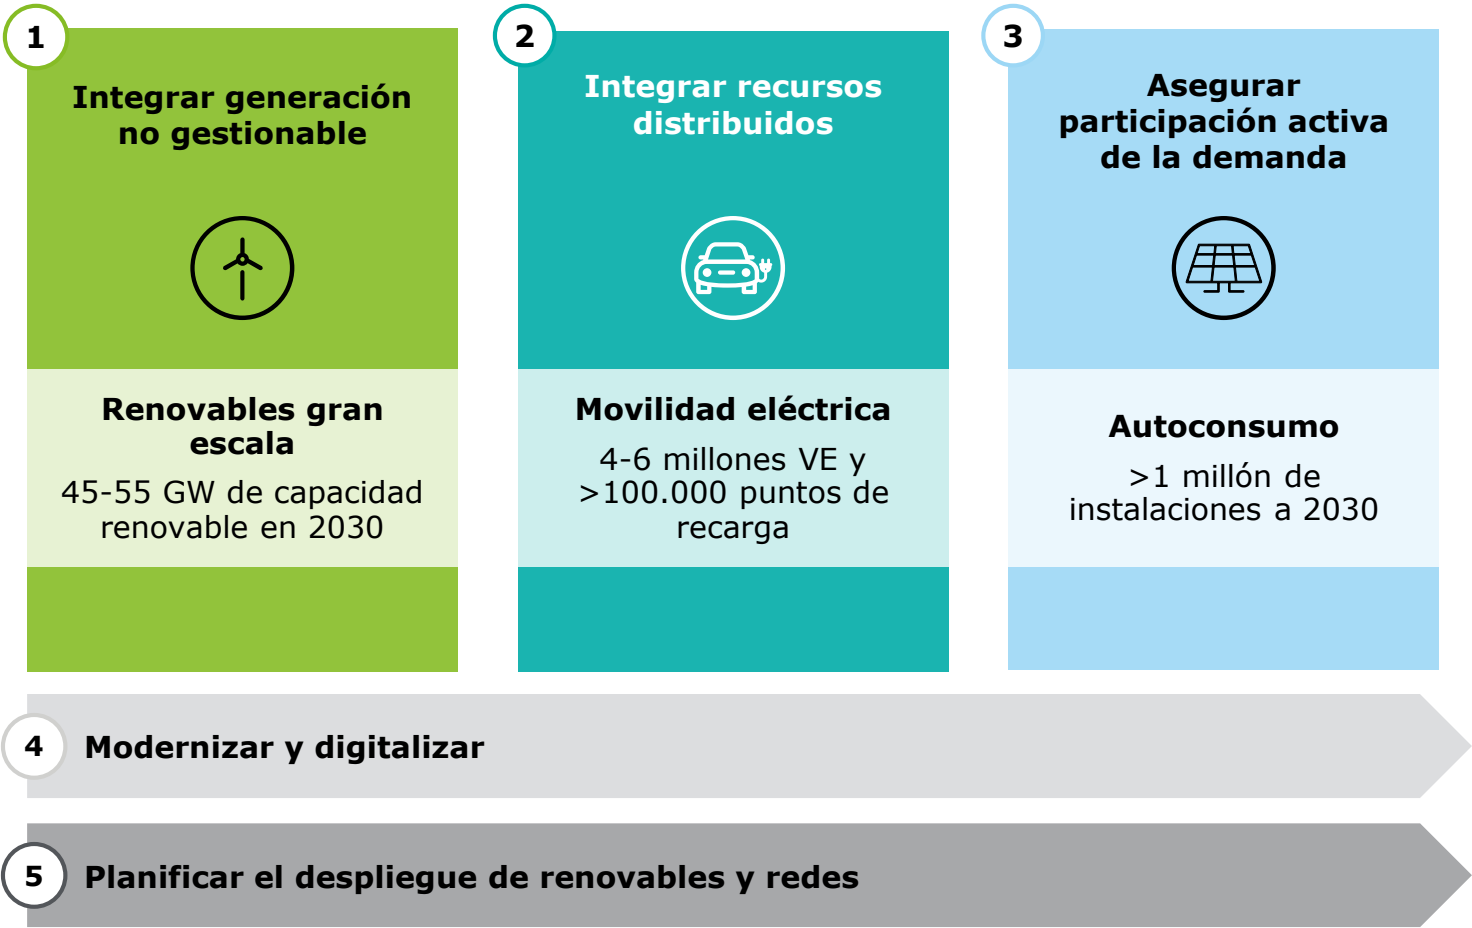 1
Integrar generación
no gestionable
Renovables gran
escala
45-55 GW de capacidad
renovable en 2030
2
Integrar recursos
distribuidos
Movilidad eléctrica
4-6 millones VE y
>100.000 puntos de
recarga
3
Asegurar
participación activa
de la demanda
Autoconsumo
>1 millón de
instalaciones a 2030
4
Modernizar y digitalizar
5
Planificar el despliegue de renovables y redes